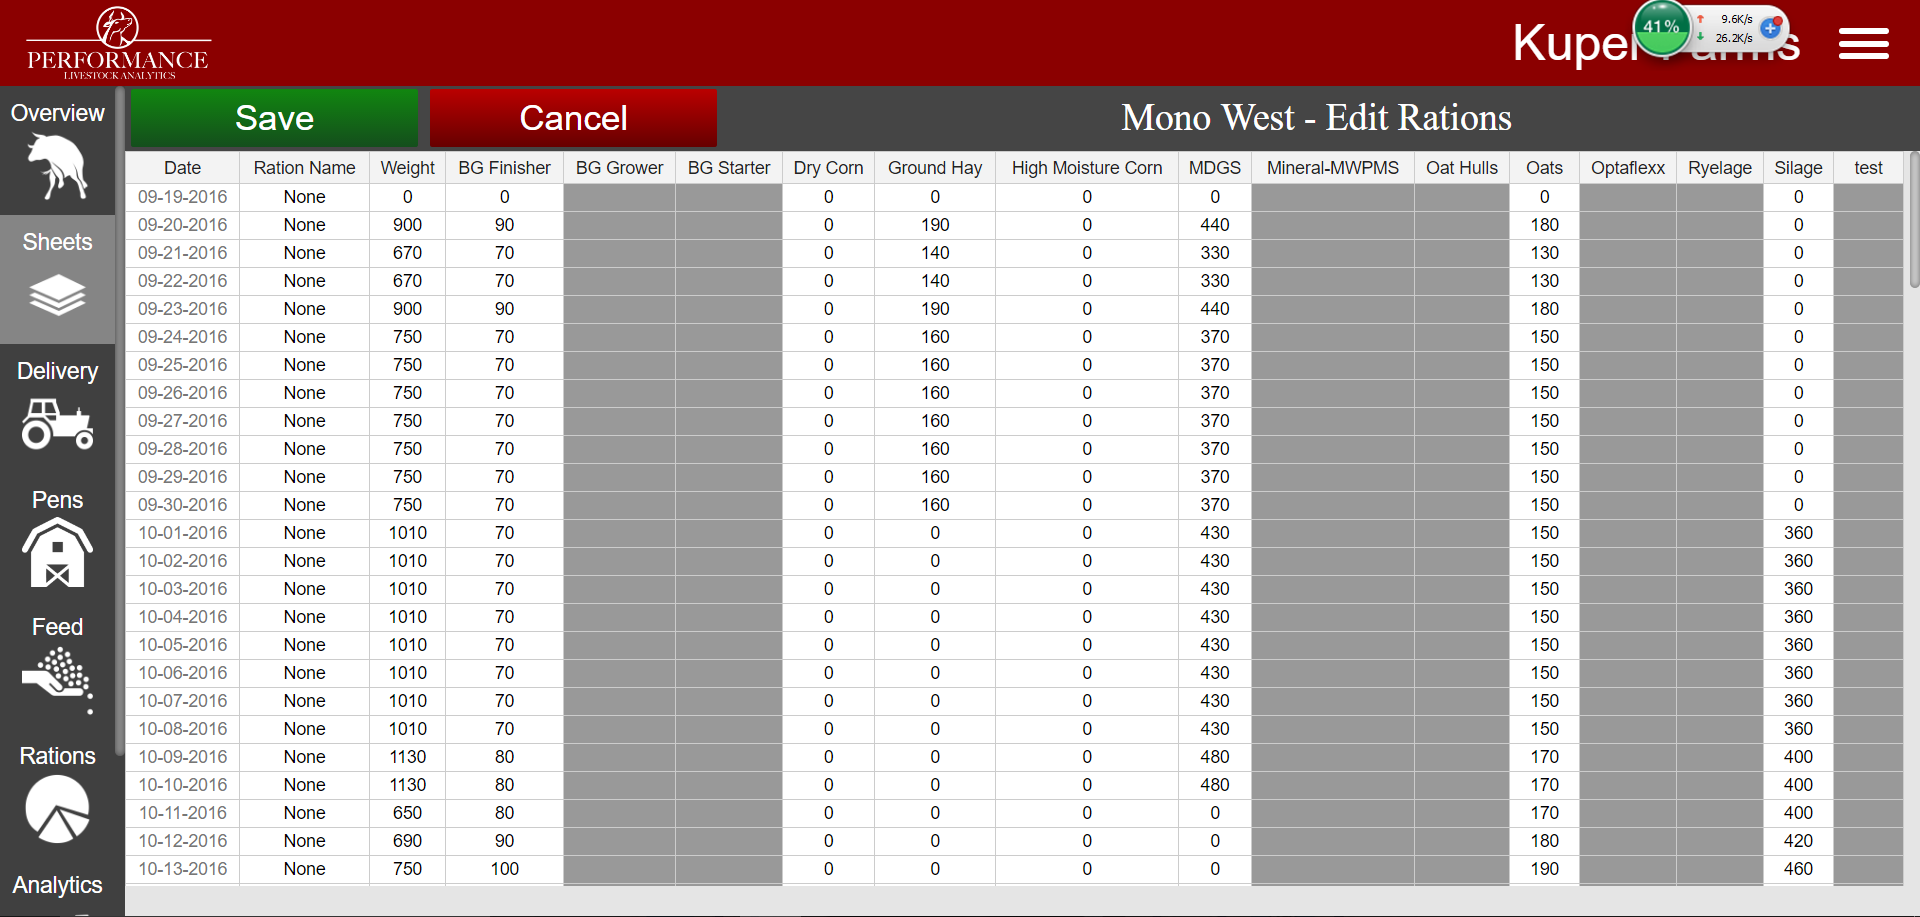 PERFORMANCE
LIVESTOCK ANALYTICS
41%
9.6K/s
26.2K/s
Overview
Sheets
Delivery
Pens
Feed
Rations
Analytics
Save Cancel Mono West - Edit Rations
Date Ration Name Weight BG Finisher BG Grower BG Starter Dry Corn Ground Hay High Moisture Corn MDGS Mineral-MWPMS Oat Hulls Oats Optaflexx Ryelage Silage test
09-19-2016 None 0 0 0 0 0 0 0 0
09-20-2016 None 900 90 0 190 0 440 180 0
09-21-2016 None 670 70 0 140 0 330 130 0
09-22-2016 None 670 70 0 140 0 330 130 0
09-23-2016 None 900 90 0 190 0 440 180 0
09-24-2016 None 750 70 0 160 0 370 150 0
09-25-2016 None 750 70 0 160 0 370 150 0
09-26-2016 None 750 70 0 160 0 370 150 0
09-27-2016 None 750 70 0 160 0 370 150 0
09-28-2016 None 750 70 0 160 0 370 150 0
09-29-2016 None 750 70 0 160 0 370 150 0
09-30-2016 None 750 70 0 160 0 370 150 0
10-01-2016 None 1010 70 0 0 0 430 150 360
10-02-2016 None 1010 70 0 0 0 430 150 360
10-03-2016 None 1010 70 0 0 0 430 150 360
10-04-2016 None 1010 70 0 0 0 430 150 360
10-05-2016 None 1010 70 0 0 0 430 150 360
10-06-2016 None 1010 70 0 0 0 430 150 360
10-07-2016 None 1010 70 0 0 0 430 150 360
10-08-2016 None 1010 70 0 0 0 430 150 360
10-09-2016 None 1130 80 0 0 0 480 170 400
10-10-2016 None 1130 80 0 0 0 480 170 400
10-11-2016 None 650 80 0 0 0 0 170 400
10-12-2016 None 690 90 0 0 0 0 180 420
10-13-2016 None 750 100 0 0 0 0 190 460